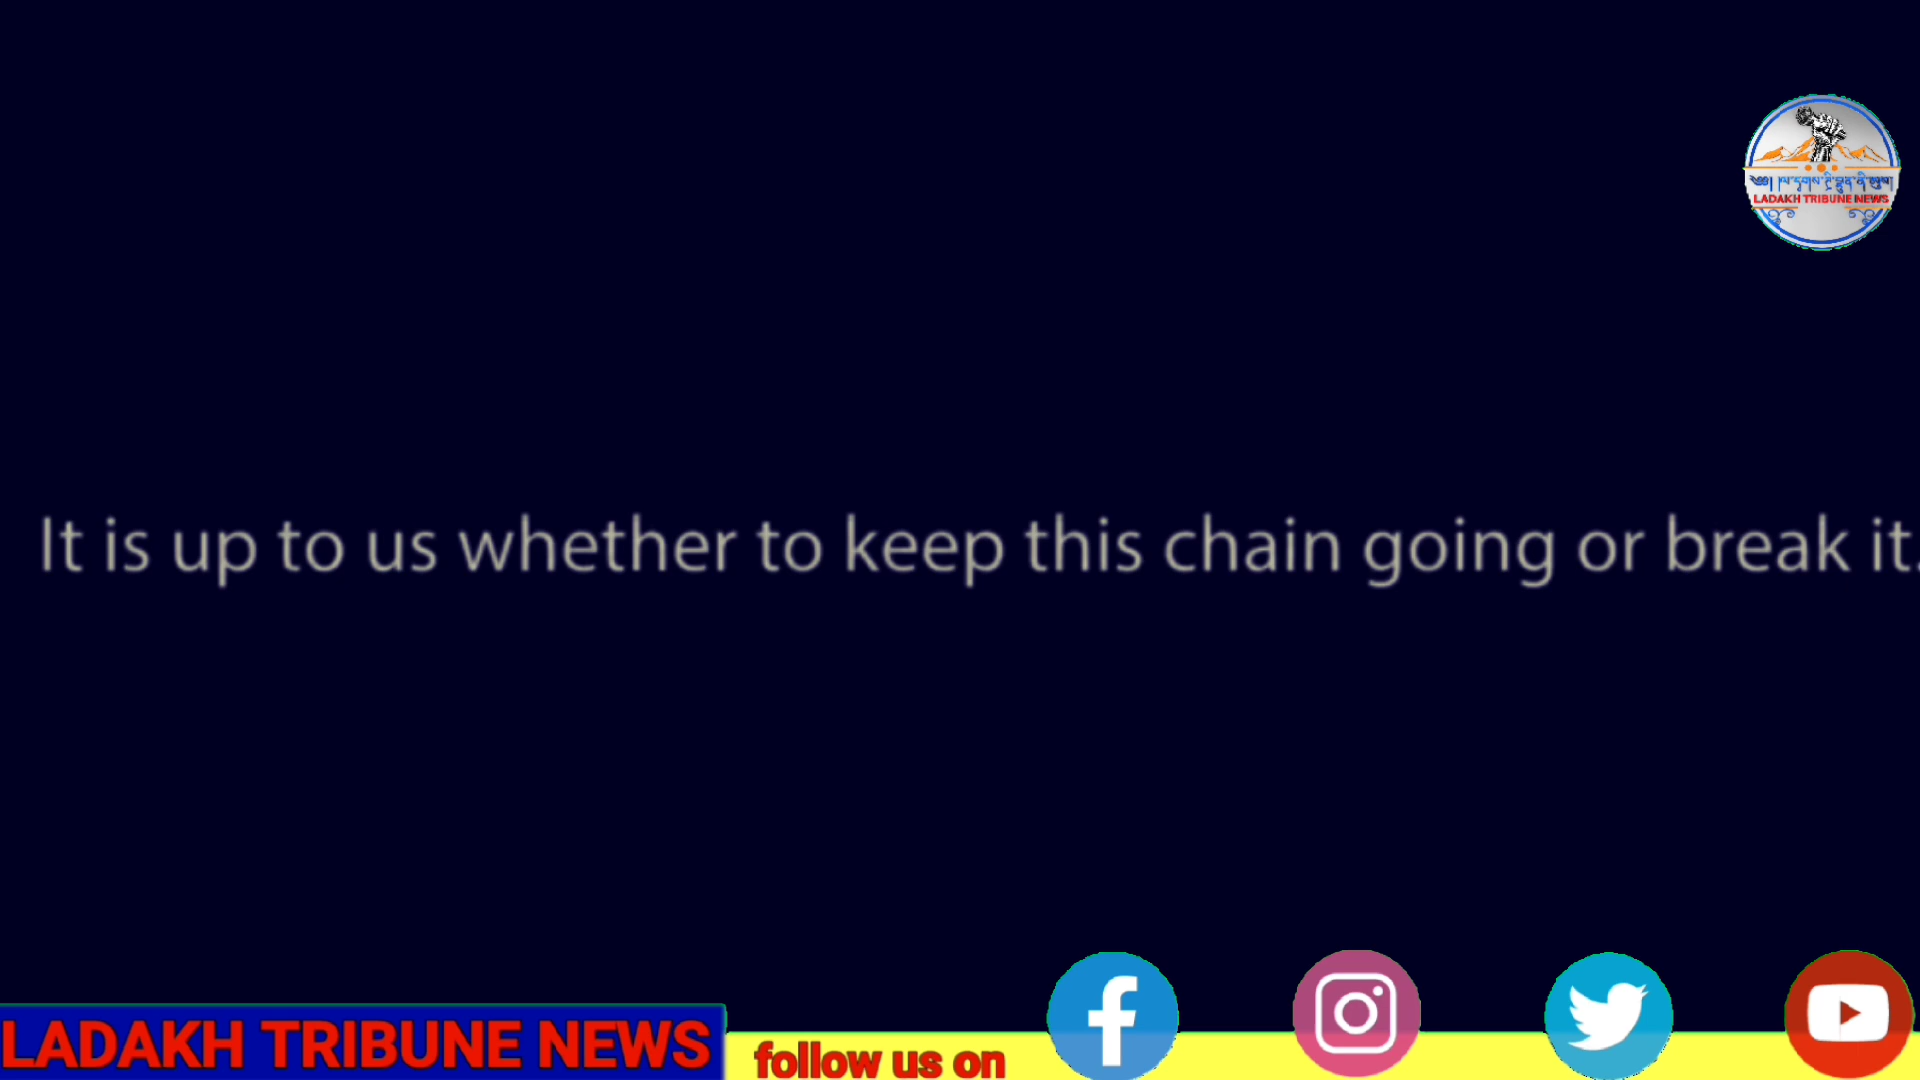 ༄༅། །ལ་དྭགས་ཊྲི་བྱུན་ནི་ཡུས།
LADAKH TRIBUNE NEWS
It is up to us whether to keep this chain going or break it.
LADAKH TRIBUNE NEWS
follow us on